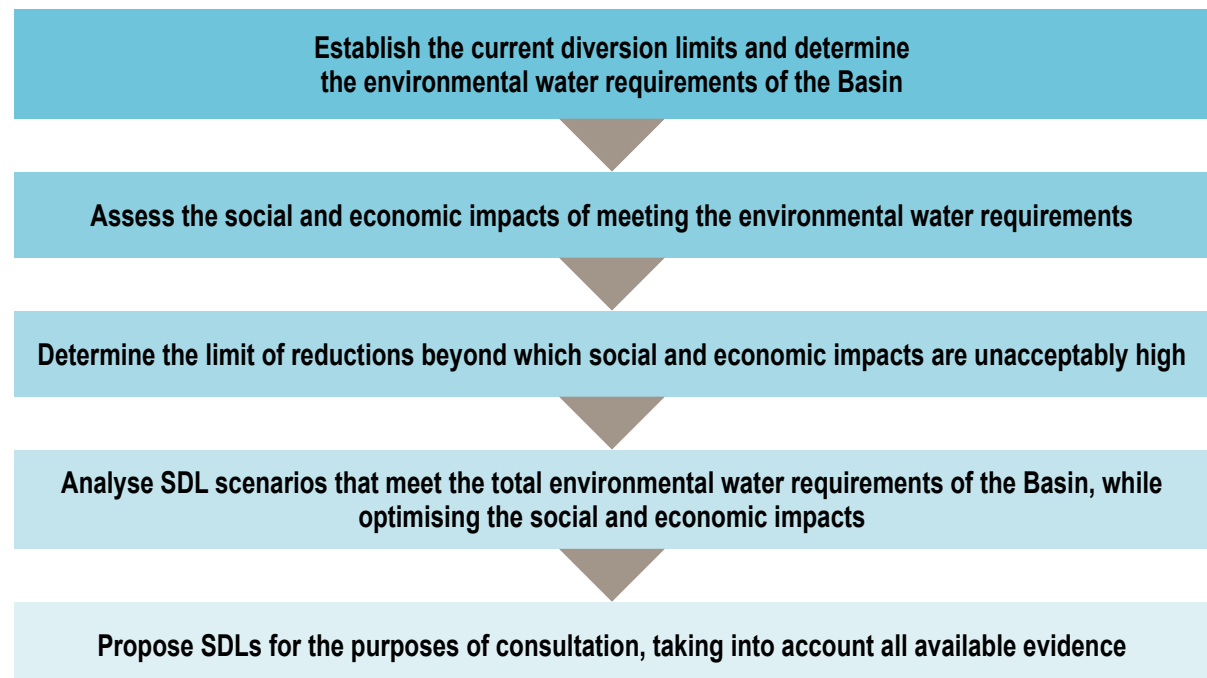 Establish the current diversion limits and determine
the environmental water requirements of the Basin
Assess the social and economic impacts of meeting the environmental water requirements
Determine the limit of reductions beyond which social and economic impacts are unacceptably high
Analyse SDL scenarios that meet the total environmental water requirements of the Basin, while
optimising the social and economic impacts
Propose SDLs for the purposes of consultation, taking into account all available evidence